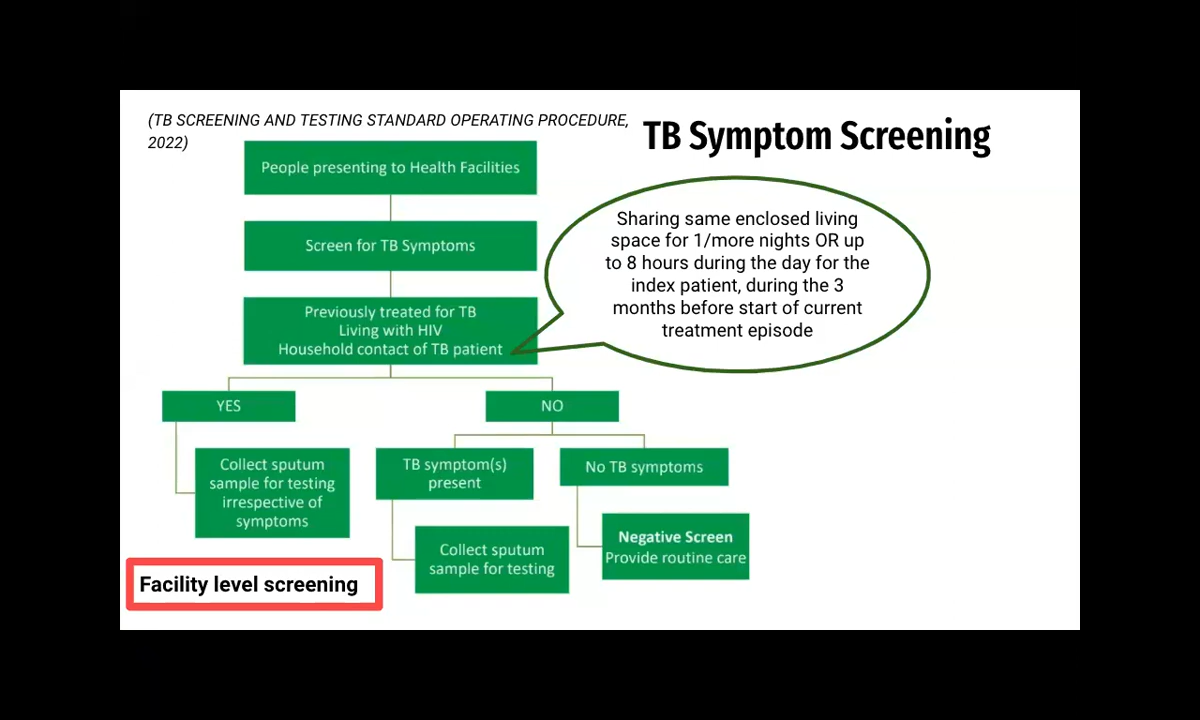 (TB SCREENING AND TESTING STANDARD OPERATING PROCEDURE,
2022)
TB Symptom Screening
People presenting to Health Facilities
Screen for TB Symptoms
Previously treated for TB
Living with HIV
Household contact of TB patient
Sharing same enclosed living
space for 1/more nights OR up
to 8 hours during the day for the
index patient, during the 3
months before start of current
treatment episode
YES
NO
Collect sputum
sample for testing
irrespective of
symptoms
TB symptom(s)
present
No TB symptoms
Collect sputum
sample for testing
Negative Screen
Provide routine care
Facility level screening